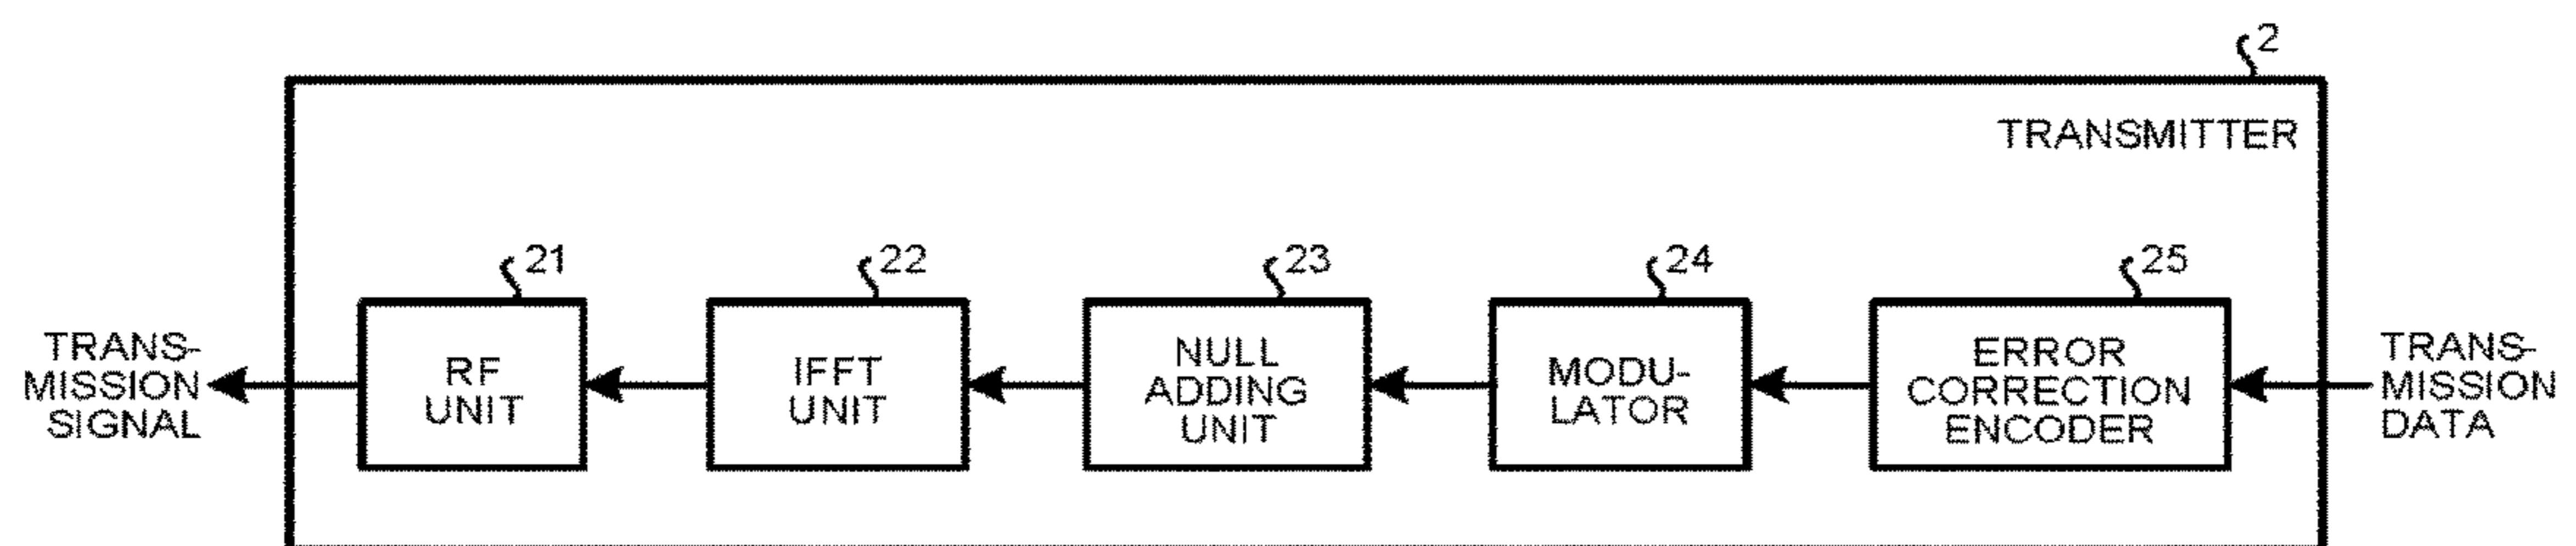 2
TRANSMITTER
21
22
23
24
25
TRANS-
MISSION
SIGNAL
RF
UNIT
IFFT
UNIT
NULL
ADDING
UNIT
MODU-
LATOR
ERROR
CORRECTION
ENCODER
TRANS-
MISSION
DATA